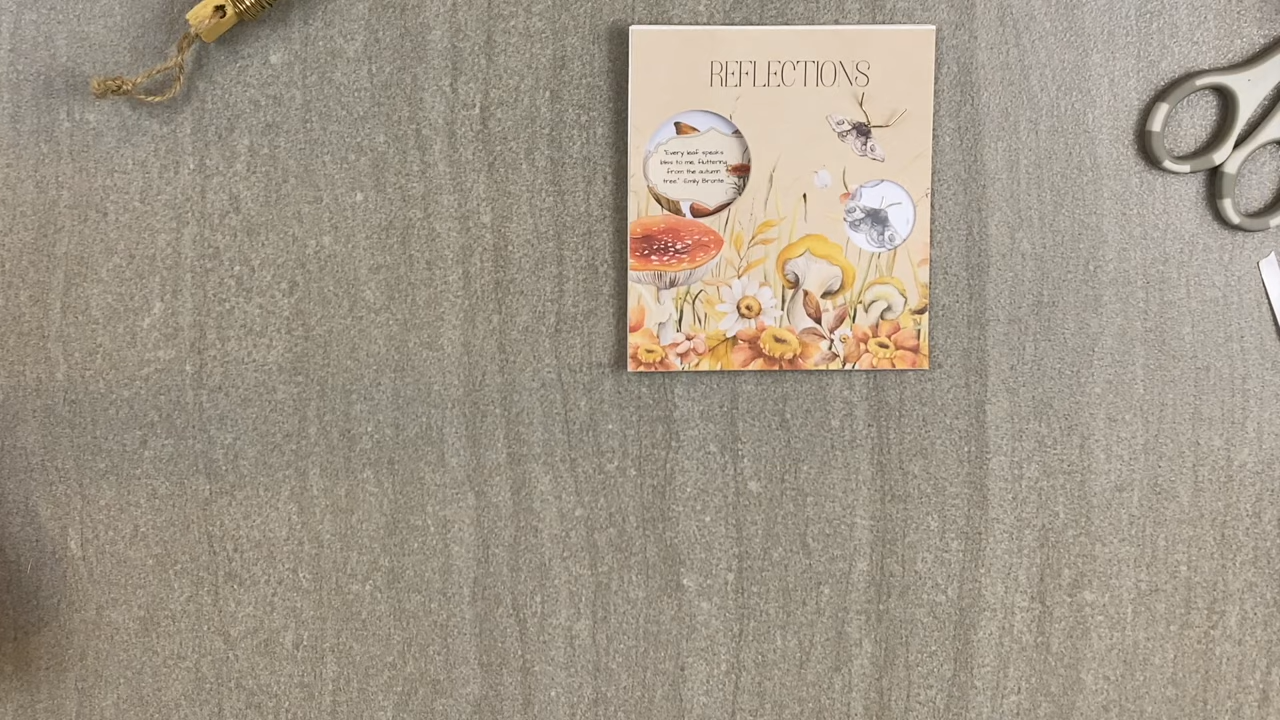 REFLECTIONS
"Every leaf speaks
bliss to me, fluttering
from the autumn
tree." -Emily Bronte